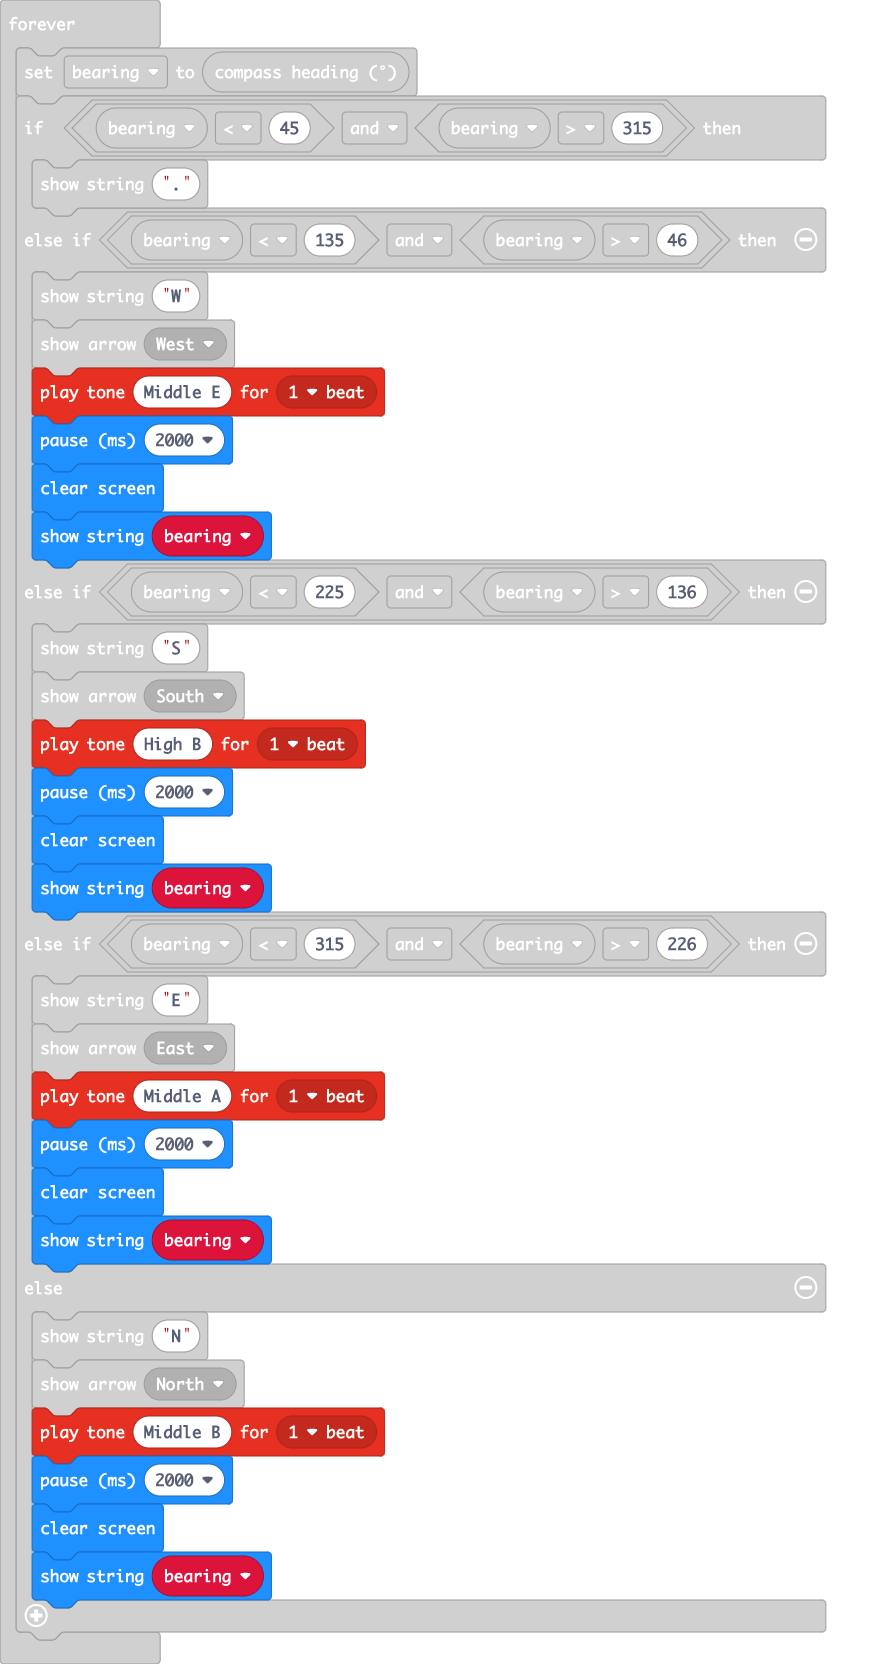 forever
set bearing to compass heading (°)
if bearing < 45 and bearing > 315 then
show string "."
else if bearing < 135 and bearing > 46 then
show string "W"
show arrow West
play tone Middle E for 1 beat
pause (ms) 2000
clear screen
show string bearing
else if bearing < 225 and bearing > 136 then
show string "S"
show arrow South
play tone High B for 1 beat
pause (ms) 2000
clear screen
show string bearing
else if bearing < 315 and bearing > 226 then
show string "E"
show arrow East
play tone Middle A for 1 beat
pause (ms) 2000
clear screen
show string bearing
else
show string "N"
show arrow North
play tone Middle B for 1 beat
pause (ms) 2000
clear screen
show string bearing